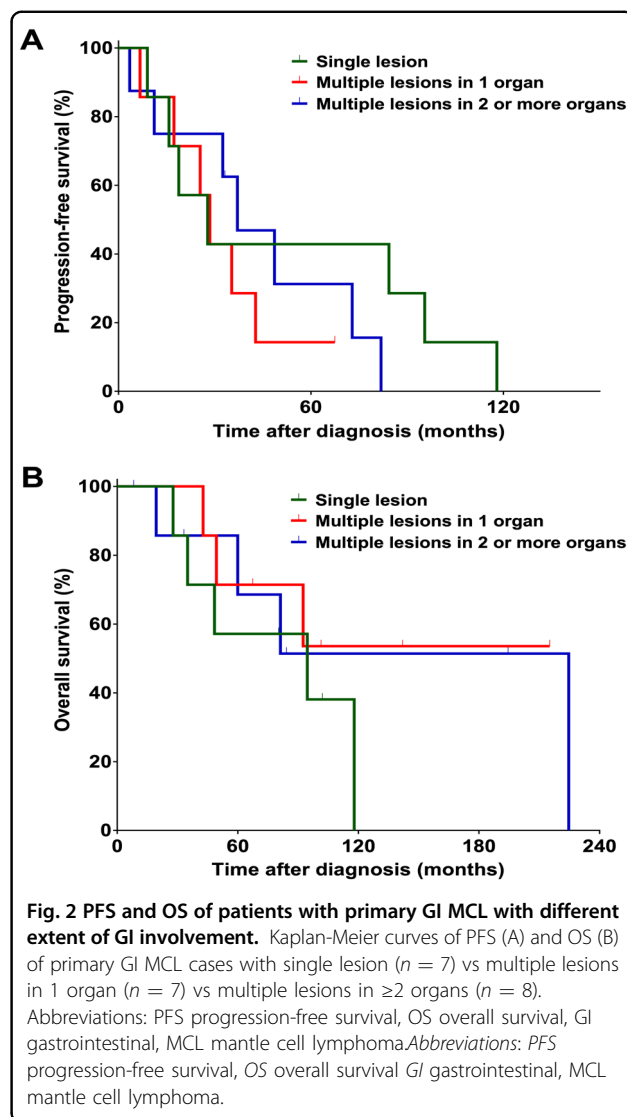 A
Single lesion
Multiple lesions in 1 organ
Multiple lesions in 2 or more organs
Progression-free survival (%)
100
80
60
40
20
0
0 60 120
Time after diagnosis (months)
B
Single lesion
Multiple lesions in 1 organ
Multiple lesions in 2 or more organs
Overall survival (%)
100
80
60
40
20
0
0 60 120 180 240
Time after diagnosis (months)
Fig. 2 PFS and OS of patients with primary GI MCL with different
extent of GI involvement. Kaplan-Meier curves of PFS (A) and OS (B)
of primary GI MCL cases with single lesion (n = 7) vs multiple lesions
in 1 organ (n = 7) vs multiple lesions in ≥2 organs (n = 8).
Abbreviations: PFS progression-free survival, OS overall survival, GI
gastrointestinal, MCL mantle cell lymphoma.Abbreviations: PFS
progression-free survival, OS overall survival GI gastrointestinal, MCL
mantle cell lymphoma.